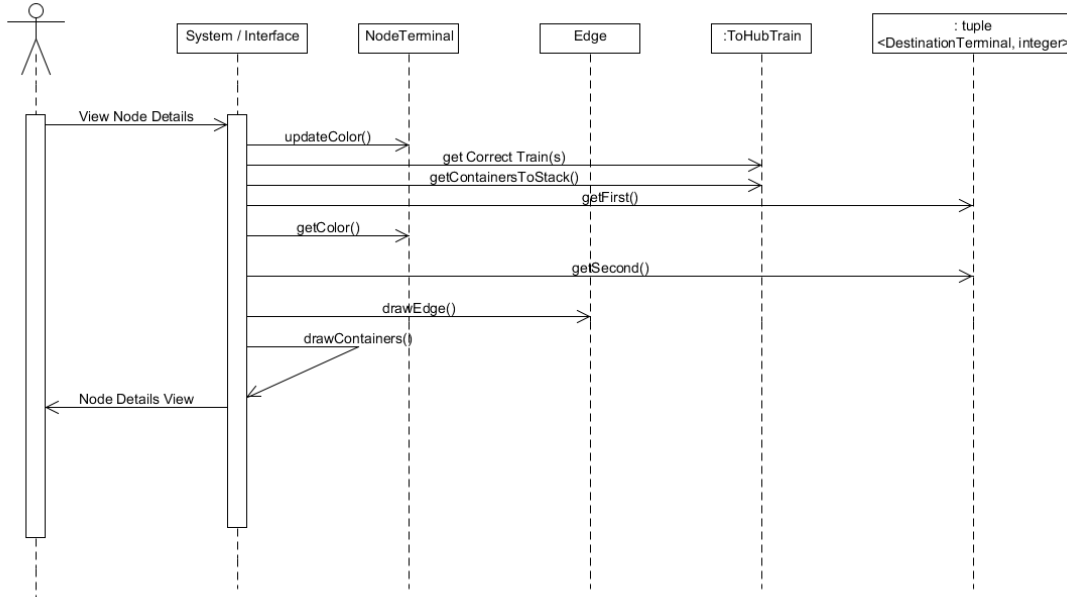 System / Interface
NodeTerminal
Edge
:ToHubTrain
: tuple
<DestinationTerminal, integer>
View Node Details
updateColor()
get Correct Train(s)
getContainersToStack()
getFirst()
getColor()
getSecond()
drawEdge()
drawContainers()
Node Details View